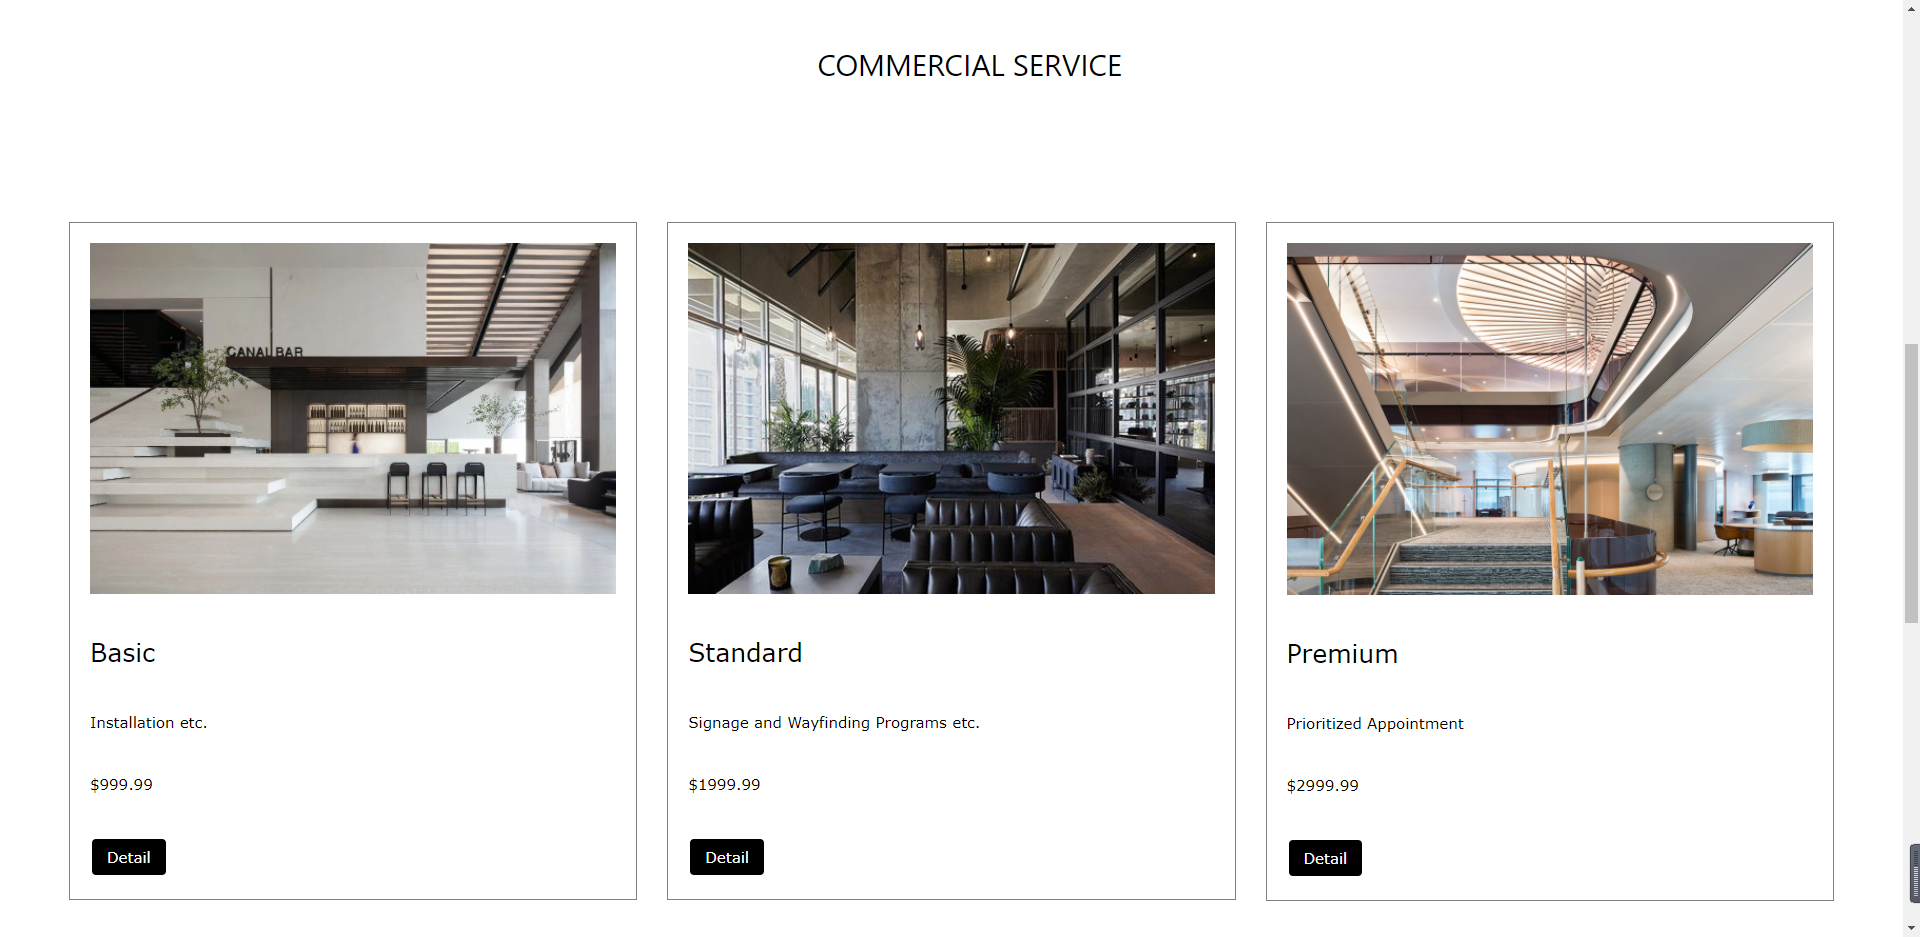 COMMERCIAL SERVICE
CANAL BAR
Basic
Installation etc.
$999.99
Detail
Standard
Signage and Wayfinding Programs etc.
$1999.99
Detail
Premium
Prioritized Appointment
$2999.99
Detail